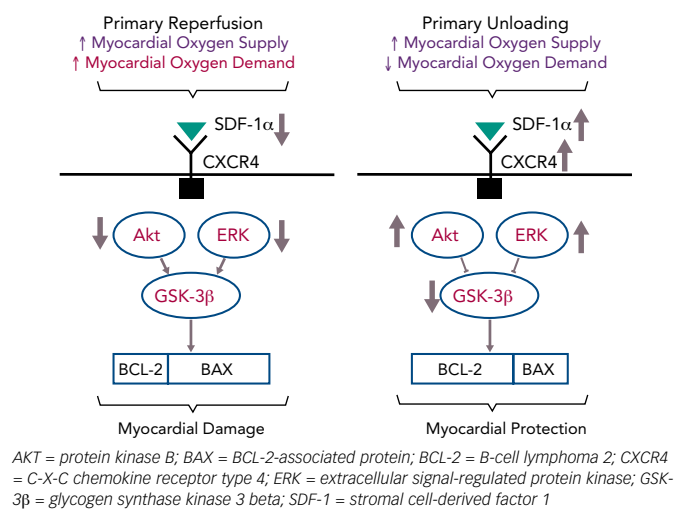 Primary Reperfusion
↑ Myocardial Oxygen Supply
↑ Myocardial Oxygen Demand
SDF-1α
CXCR4
Akt
ERK
GSK-3β
BCL-2
BAX
Myocardial Damage
Primary Unloading
↑ Myocardial Oxygen Supply
↓ Myocardial Oxygen Demand
SDF-1α
CXCR4
Akt
ERK
GSK-3β
BCL-2
BAX
Myocardial Protection
AKT = protein kinase B; BAX = BCL-2-associated protein; BCL-2 = B-cell lymphoma 2; CXCR4
= C-X-C chemokine receptor type 4; ERK = extracellular signal-regulated protein kinase; GSK-
3β = glycogen synthase kinase 3 beta; SDF-1 = stromal cell-derived factor 1